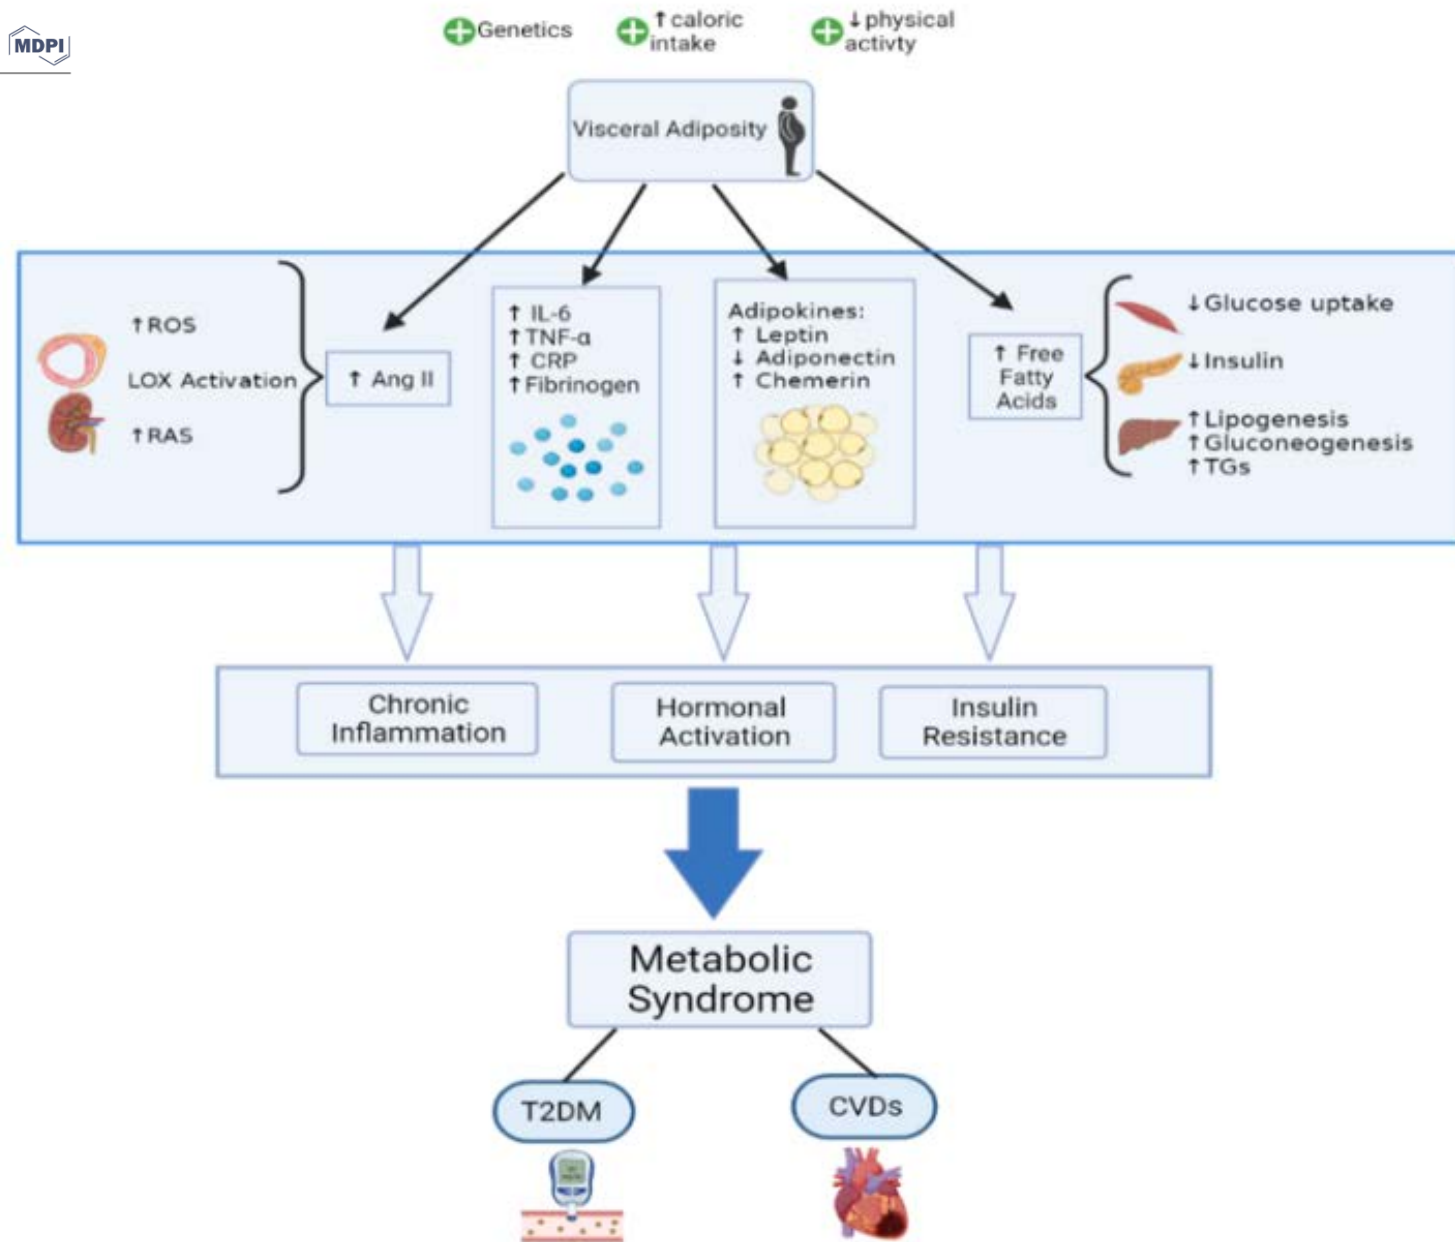 MDPI
Genetics
↑ caloric
intake
↓ physical
activty
Visceral Adiposity
↑ROS
LOX Activation
↑RAS
↑ Ang II
↑ IL-6
↑TNF-α
↑ CRP
↑Fibrinogen
Adipokines:
↑ Leptin
↓ Adiponectin
↑ Chemerin
↑ Free
Fatty
Acids
↓Glucose uptake
↓Insulin
↑Lipogenesis
↑Gluconeogenesis
↑TGs
Chronic
Inflammation
Hormonal
Activation
Insulin
Resistance
Metabolic
Syndrome
T2DM
CVDs